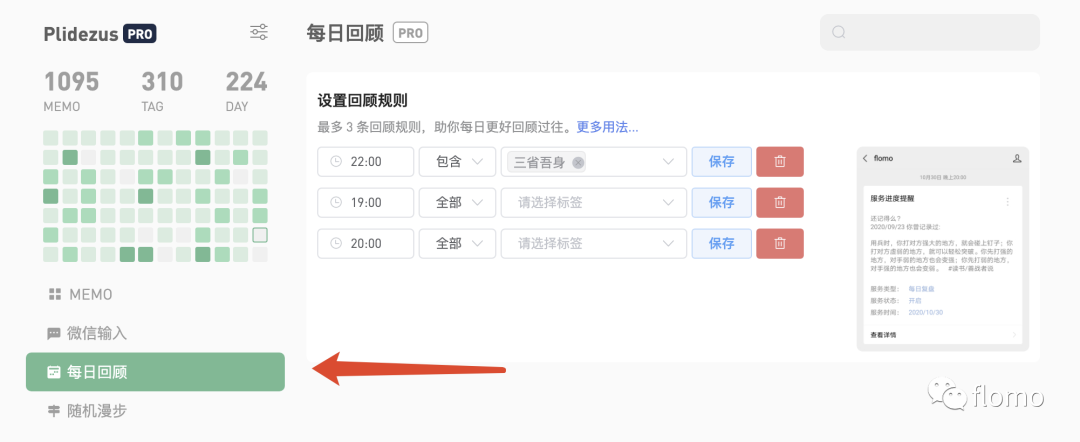 Plidezus PRO
1095 310 224
MEMO TAG DAY
MEMO
微信输入
每日回顾
随机漫步
每日回顾 PRO
设置回顾规则
最多 3 条回顾规则，助你每日更好回顾过往。更多用法...
22:00 包含 三省吾身 保存
19:00 全部 请选择标签 保存
20:00 全部 请选择标签 保存
flomo
10月30日 晚上20:00
服务进度提醒
还记得么？
2020/09/23 你曾记录过:
用兵时，你打对方强大的地方，就会碰上钉子；你
打对方虚弱的地方，就可以轻松突破。你先打强的
地方，对手弱的地方也会变强；你先打弱的地方，
对手强的地方也会变弱。 #读书/善战者说
服务类型： 每日复盘
服务状态： 开启
服务时间： 2020/10/30
查看详情
flomo